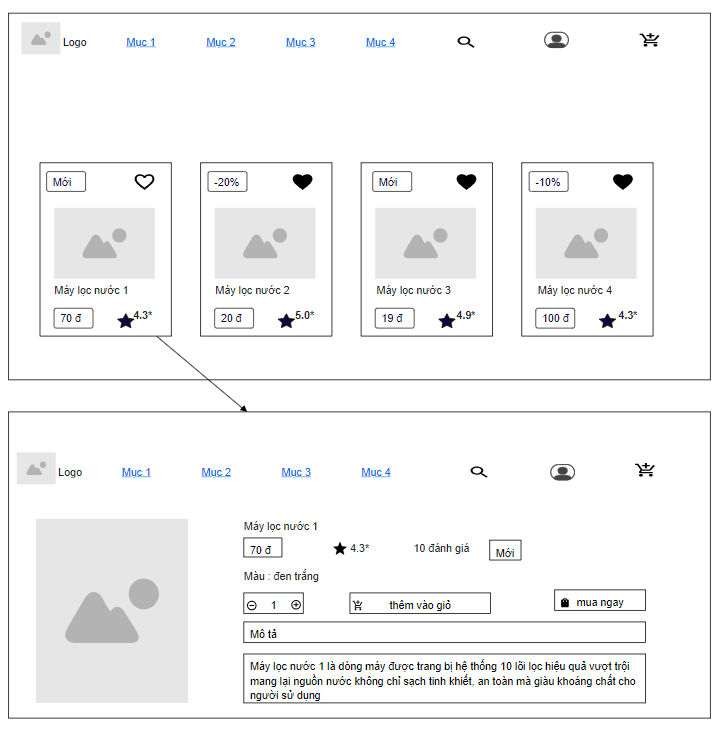 Logo Mục 1 Mục 2 Mục 3 Mục 4
Mới -20% Mới -10%
Máy lọc nước 1 Máy lọc nước 2 Máy lọc nước 3 Máy lọc nước 4
70 đ 4.3* 20 đ 5.0* 19 đ 4.9* 100 đ 4.3*
Logo Mục 1 Mục 2 Mục 3 Mục 4
Máy lọc nước 1
70 đ 4.3* 10 đánh giá Mới
Màu : đen trắng
1 thêm vào giỏ mua ngay
Mô tả
Máy lọc nước 1 là dòng máy được trang bị hệ thống 10 lõi lọc hiệu quả vượt trội
mang lại nguồn nước không chỉ sạch tinh khiết, an toàn mà giàu khoáng chất cho
người sử dụng